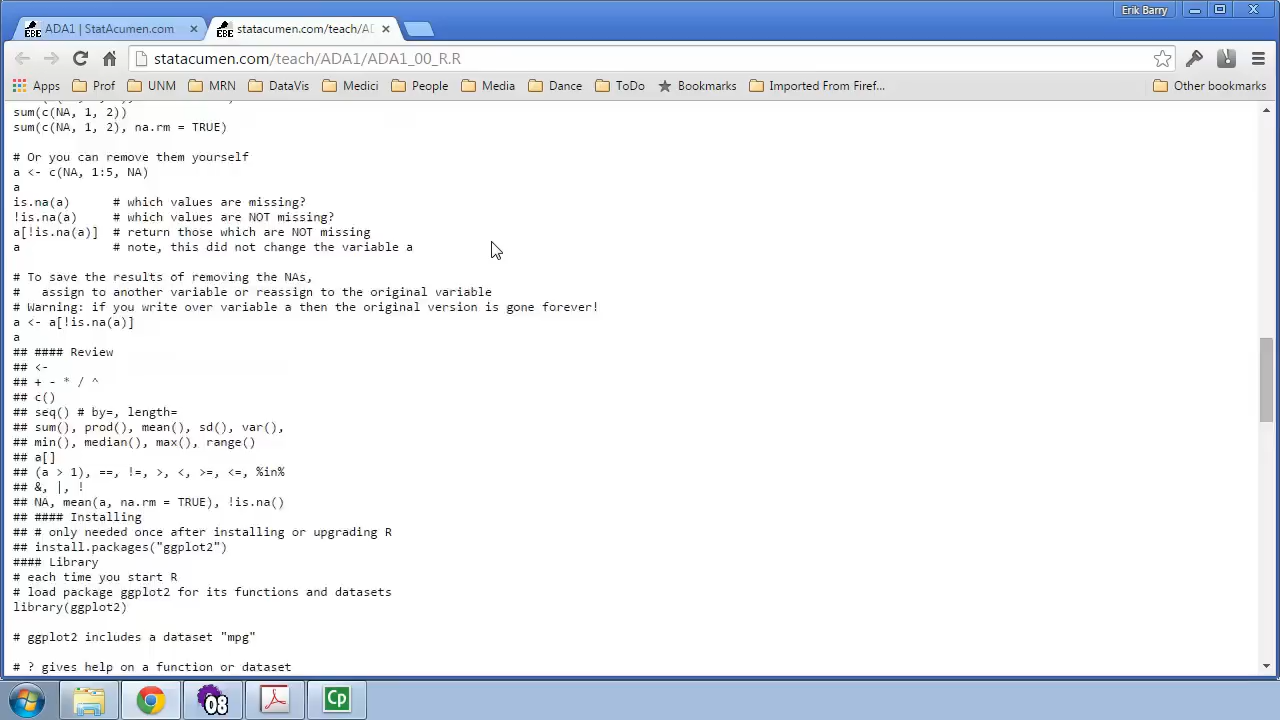 Erik Barry
ADA1 | StatAcumen.com
statacumen.com/teach/AD
statacumen.com/teach/ADA1/ADA1_00_R.R
Apps Prof UNM MRN DataVis Medici People Media Dance ToDo Bookmarks Imported From Firef... Other bookmarks
sum(c(NA, 1, 2))
sum(c(NA, 1, 2), na.rm = TRUE)
# Or you can remove them yourself
a <- c(NA, 1:5, NA)
a
is.na(a)      # which values are missing?
!is.na(a)     # which values are NOT missing?
a[!is.na(a)]  # return those which are NOT missing
a             # note, this did not change the variable a
# To save the results of removing the NAs,
#   assign to another variable or reassign to the original variable
# Warning: if you write over variable a then the original version is gone forever!
a <- a[!is.na(a)]
a
## #### Review
## <-
## + - * / ^
## c()
## seq() # by=, length=
## sum(), prod(), mean(), sd(), var(),
## min(), median(), max(), range()
## a[]
## (a > 1), ==, !=, >, <, >=, <=, %in%
## &, |, !
## NA, mean(a, na.rm = TRUE), !is.na()
## #### Installing
## # only needed once after installing or upgrading R
## install.packages("ggplot2")
#### Library
# each time you start R
# load package ggplot2 for its functions and datasets
library(ggplot2)
# ggplot2 includes a dataset "mpg"
# ? gives help on a function or dataset
08
Cp